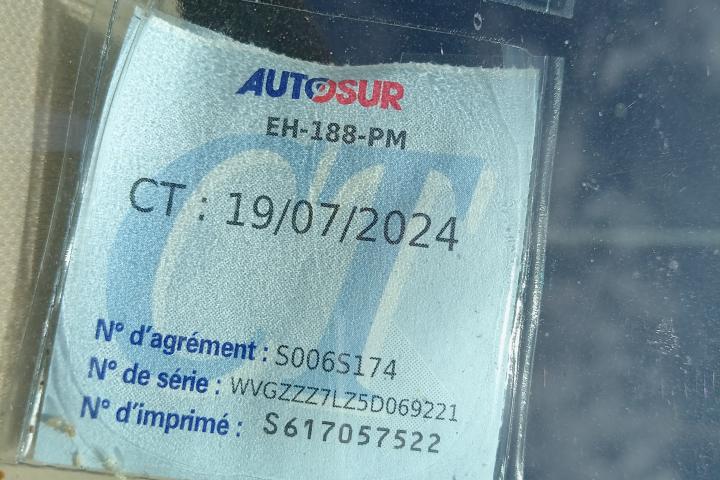 AUTOSUR
EH-188-PM
CT : 19/07/2024
N° d'agrément : S006S174
N° de série : WVGZZZ7LZ5D069221
N° d'imprimé : S617057522